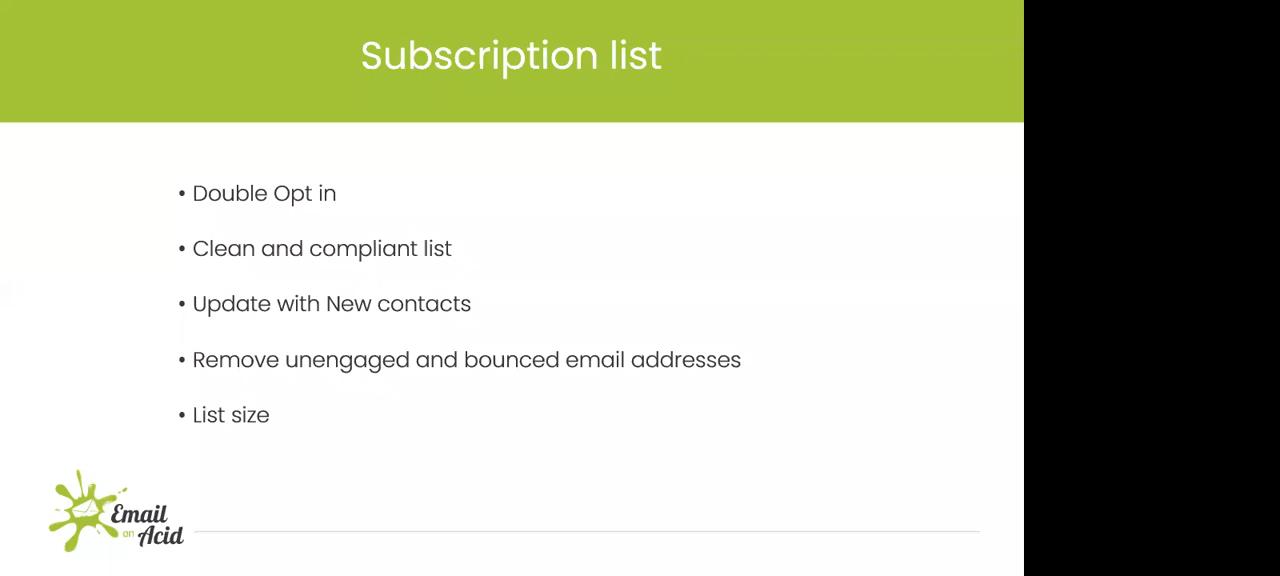 Subscription list
• Double Opt in
• Clean and compliant list
• Update with New contacts
• Remove unengaged and bounced email addresses
• List size
Email
on Acid